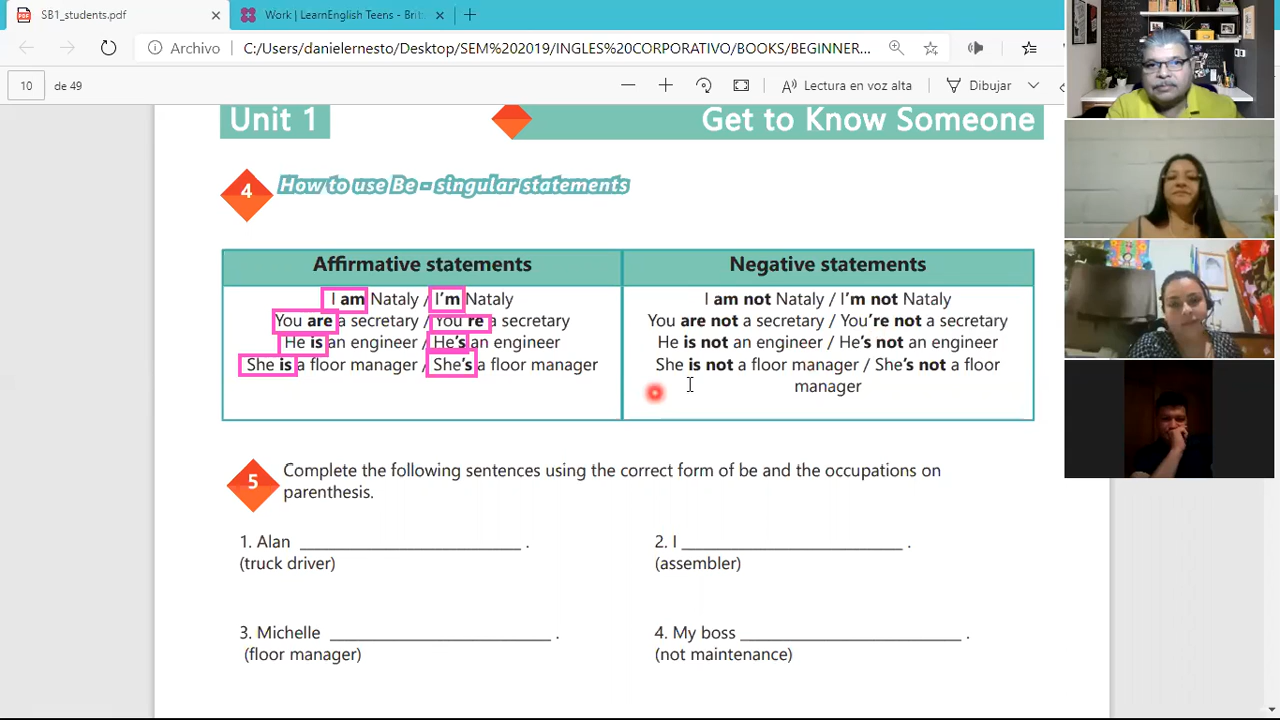 SB1_students.pdf
Work | LearnEnglish Teens - Brit
Archivo
C:/Users/danielernesto/DESktop/SEM%202019/INGLES%20CORPORATIVO/BOOKS/BEGINNER...
10 de 49
Lectura en voz alta
Dibujar
Unit 1
Get to Know Someone
4
How to use Be - singular statements
Affirmative statements
I am Nataly / I'm Nataly
You are a secretary / You're a secretary
He is an engineer / He's an engineer
She is a floor manager / She's a floor manager
Negative statements
I am not Nataly / I'm not Nataly
You are not a secretary / You're not a secretary
He is not an engineer / He's not an engineer
She is not a floor manager / She's not a floor
manager
5
Complete the following sentences using the correct form of be and the occupations on
parenthesis.
1. Alan ________________________ .
(truck driver)
2. I ________________________ .
(assembler)
3. Michelle ________________________ .
(floor manager)
4. My boss ________________________ .
(not maintenance)